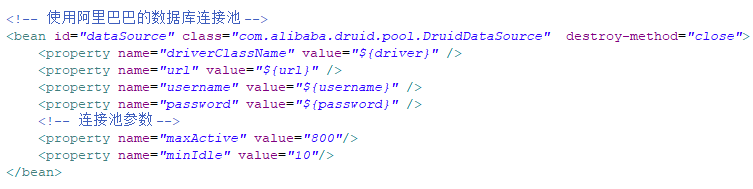 <!-- 使用阿里巴巴的数据库连接池 -->
<bean id="dataSource" class="com.alibaba.druid.pool.DruidDataSource"  destroy-method="close">
    <property name="driverClassName" value="${driver}" />
    <property name="url" value="${url}" />
    <property name="username" value="${username}" />
    <property name="password" value="${password}" />
    <!-- 连接池参数 -->
    <property name="maxActive" value="800"/>
    <property name="minIdle" value="10"/>
</bean>